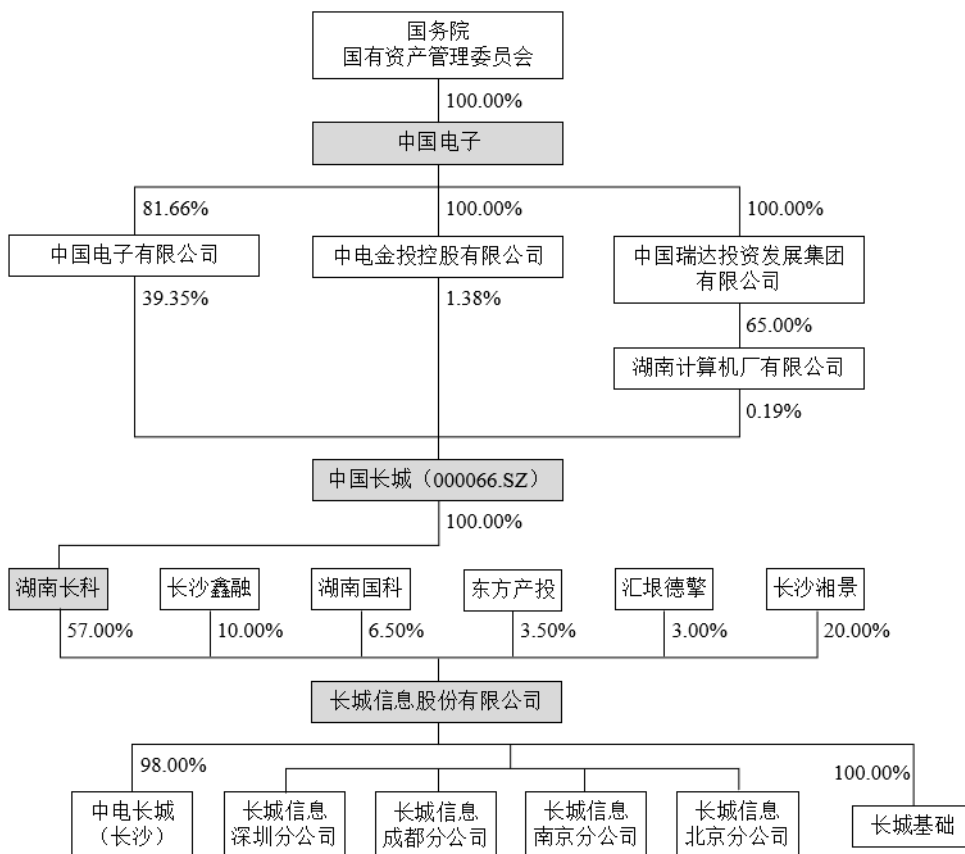 国务院
国有资产管理委员会
100.00%
中国电子
81.66%
100.00%
100.00%
中国电子有限公司
中电金投控股有限公司
中国瑞达投资发展集团
有限公司
39.35%
1.38%
65.00%
湖南计算机厂有限公司
0.19%
中国长城（000066.SZ）
100.00%
湖南长科
长沙鑫融
湖南国科
东方产投
汇垠德擎
长沙湘景
57.00%
10.00%
6.50%
3.50%
3.00%
20.00%
长城信息股份有限公司
98.00%
100.00%
中电长城
（长沙）
长城信息
深圳分公司
长城信息
成都分公司
长城信息
南京分公司
长城信息
北京分公司
长城基础